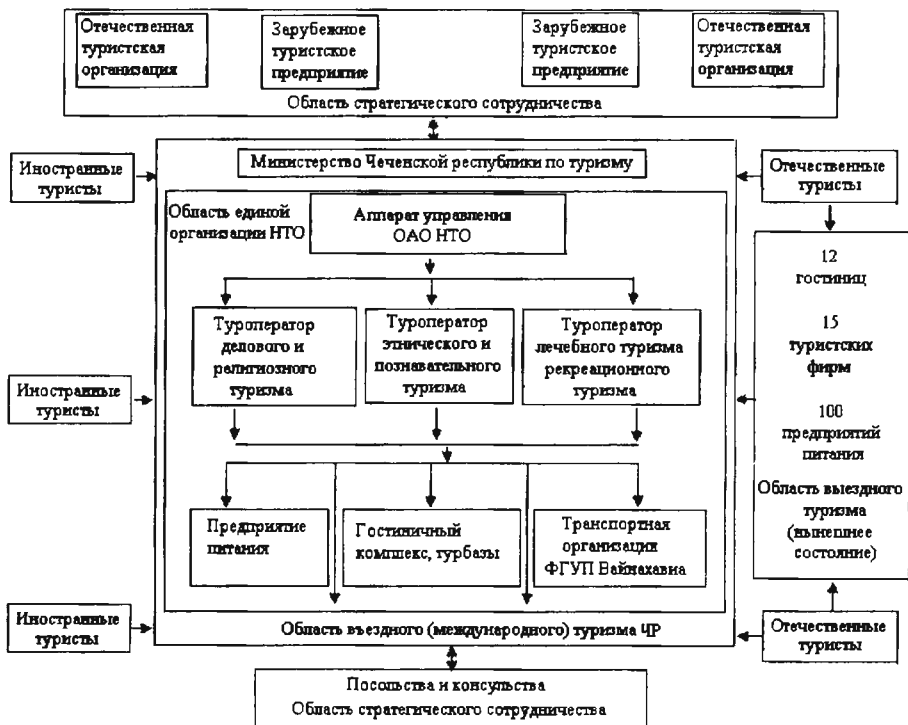 Отечественная
туристская
организация
Зарубежное
туристское
предприятие
Зарубежное
туристское
предприятие
Отечественная
туристская
организация
Область стратегического сотрудничества
Министерство Чеченской республики по туризму
Иностранные
туристы
Отечественные
туристы
Область единой
организации НТО
Аппарат управления
ОАО НТО
12
гостиниц
15
туристских
фирм
100
предприятий
питания
Область выездного
туризма
(нынешнее
состояние)
Туроператор
делового и
религиозного
туризма
Туроператор
этнического и
познавательного
туризма
Туроператор
лечебного туризма
рекреационного
туризма
Иностранные
туристы
Предприятие
питания
Гостиничный
комплекс, турбазы
Транспортная
организация
ФГУП Вайнахавиа
Иностранные
туристы
Область въездного (международного) туризма ЧР
Отечественные
туристы
Посольства и консульства
Область стратегического сотрудничества